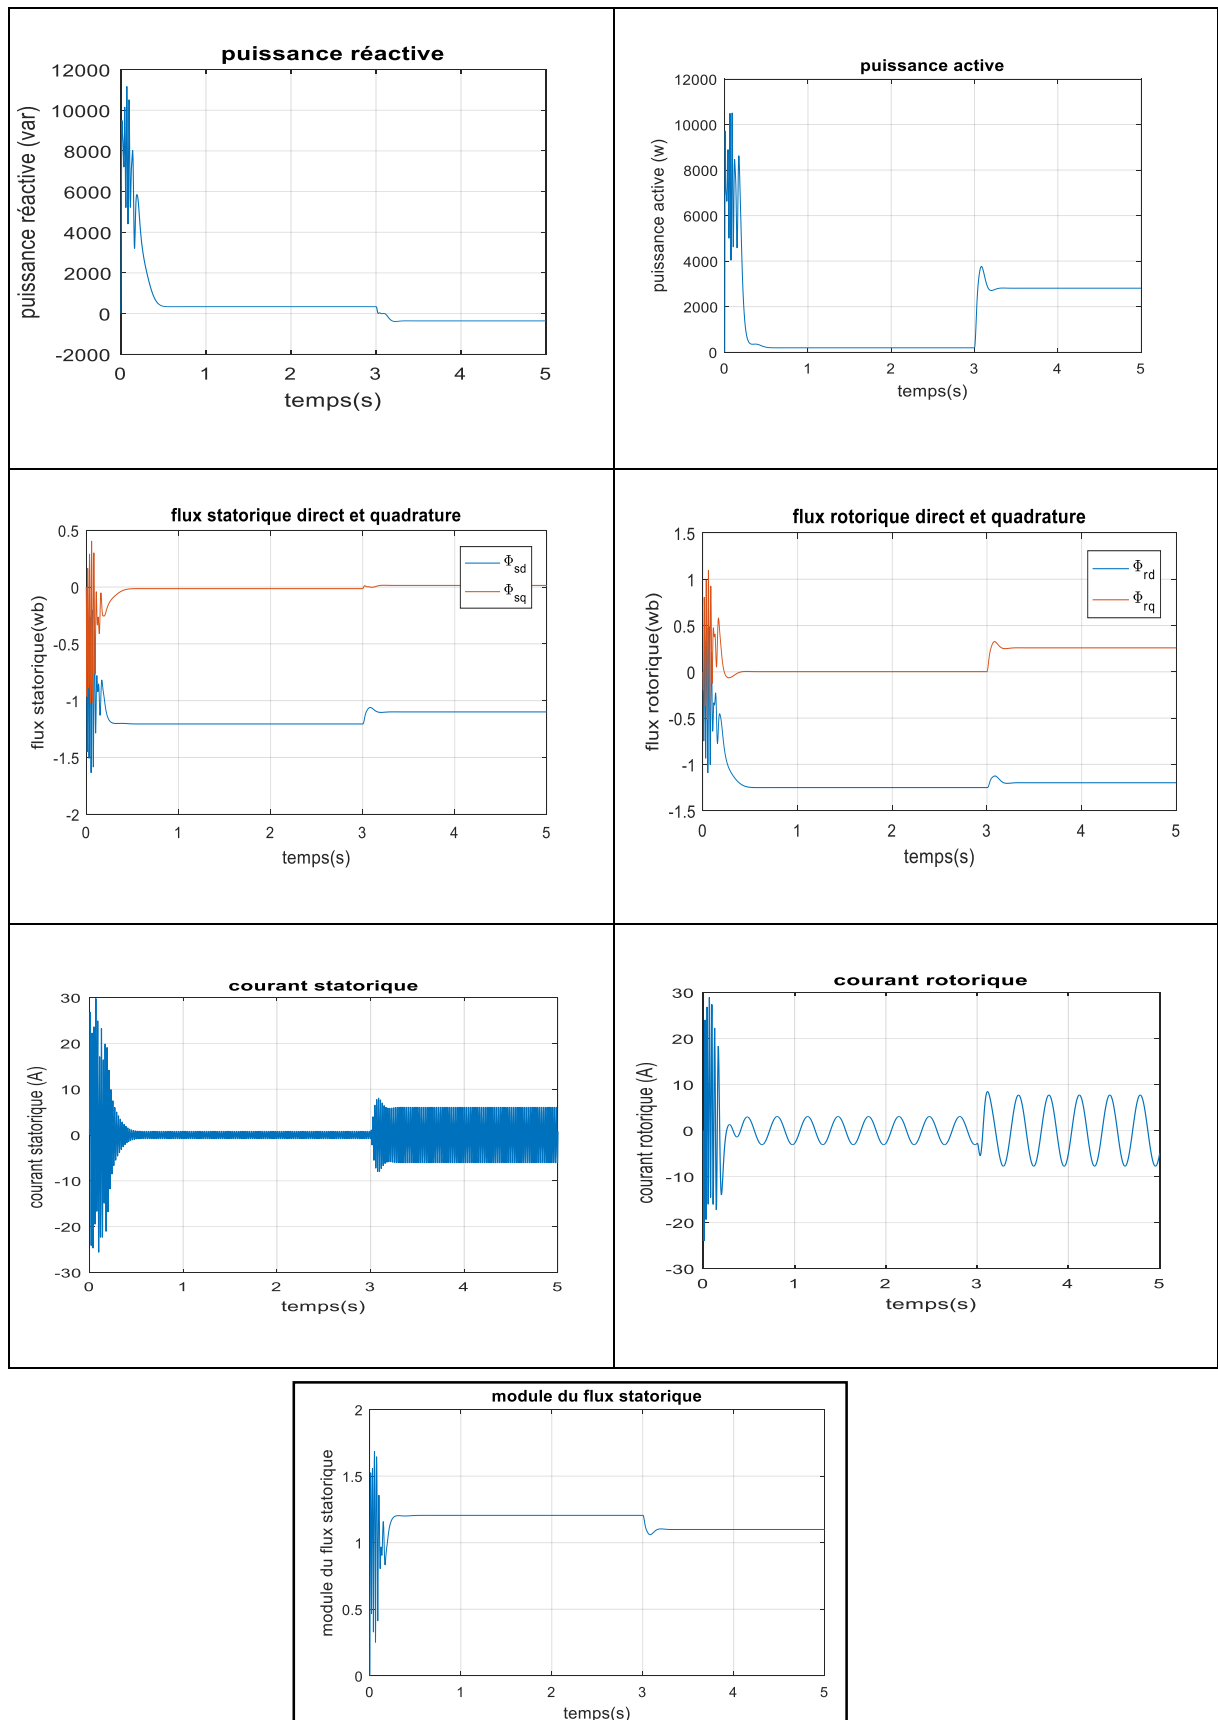 puissance réactive
12000
10000
8000
6000
4000
2000
0
-2000
puissance réactive (var)
0 1 2 3 4 5
temps(s)
puissance active
12000
10000
8000
6000
4000
2000
0
puissance active (w)
0 1 2 3 4 5
temps(s)
flux statorique direct et quadrature
0.5
0
-0.5
-1
-1.5
-2
flux statorique(wb)
Φsd
Φsq
0 1 2 3 4 5
temps(s)
flux rotorique direct et quadrature
1.5
1
0.5
0
-0.5
-1
-1.5
flux rotorique(wb)
Φrd
Φrq
0 1 2 3 4 5
temps(s)
courant statorique
30
20
10
0
-10
-20
-30
courant statorique (A)
0 1 2 3 4 5
temps(s)
courant rotorique
30
20
10
0
-10
-20
-30
courant rotorique (A)
0 1 2 3 4 5
temps(s)
module du flux statorique
2
1.5
1
0.5
0
module du flux statorique
0 1 2 3 4 5
temps(s)